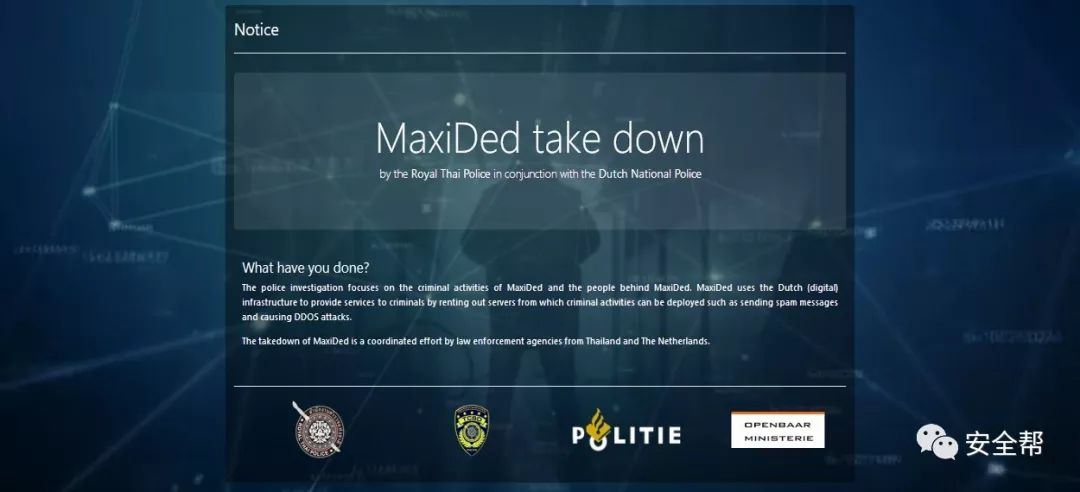 Notice
MaxiDed take down
by the Royal Thai Police in conjunction with the Dutch National Police
What have you done?
The police investigation focuses on the criminal activities of MaxiDed and the people behind MaxiDed. MaxiDed uses the Dutch (digital)
infrastructure to provide services to criminals by renting out servers from which criminal activities can be deployed such as sending spam messages
and causing DDOS attacks.
The takedown of MaxiDed is a coordinated effort by law enforcement agencies from Thailand and The Netherlands.
POLITIE
OPENBAAR
MINISTERIE
安全帮